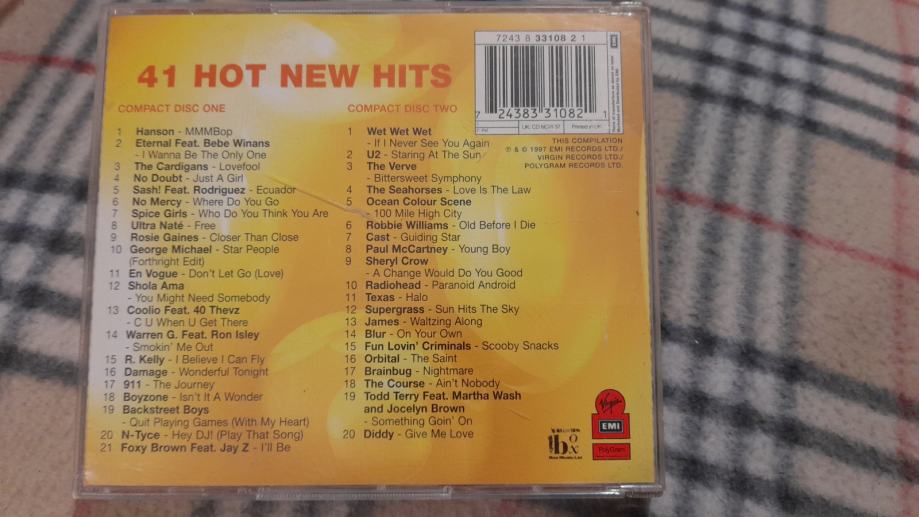 7243 8 33108 2 1
41 HOT NEW HITS
7 24383 31082 1
UK: CD NOW 37
Printed in U.K.
THIS COMPILATION
℗ & © 1997 EMI RECORDS LTD./
VIRGIN RECORDS LTD./
POLYGRAM RECORDS LTD.
COMPACT DISC ONE
1 Hanson - MMMBop
2 Eternal Feat. Bebe Winans
- I Wanna Be The Only One
3 The Cardigans - Lovefool
4 No Doubt - Just A Girl
5 Sash! Feat. Rodriguez - Ecuador
6 No Mercy - Where Do You Go
7 Spice Girls - Who Do You Think You Are
8 Ultra Naté - Free
9 Rosie Gaines - Closer Than Close
10 George Michael - Star People
(Forthright Edit)
11 En Vogue - Don't Let Go (Love)
12 Shola Ama
- You Might Need Somebody
13 Coolio Feat. 40 Thevz
- C U When U Get There
14 Warren G. Feat. Ron Isley
- Smokin' Me Out
15 R. Kelly - I Believe I Can Fly
16 Damage - Wonderful Tonight
17 911 - The Journey
18 Boyzone - Isn't It A Wonder
19 Backstreet Boys
- Quit Playing Games (With My Heart)
20 N-Tyce - Hey DJ! (Play That Song)
21 Foxy Brown Feat. Jay Z - I'll Be
COMPACT DISC TWO
1 Wet Wet Wet
- If I Never See You Again
2 U2 - Staring At The Sun
3 The Verve
- Bittersweet Symphony
4 The Seahorses - Love Is The Law
5 Ocean Colour Scene
- 100 Mile High City
6 Robbie Williams - Old Before I Die
7 Cast - Guiding Star
8 Paul McCartney - Young Boy
9 Sheryl Crow
- A Change Would Do You Good
10 Radiohead - Paranoid Android
11 Texas - Halo
12 Supergrass - Sun Hits The Sky
13 James - Waltzing Along
14 Blur - On Your Own
15 Fun Lovin' Criminals - Scooby Snacks
16 Orbital - The Saint
17 Brainbug - Nightmare
18 The Course - Ain't Nobody
19 Todd Terry Feat. Martha Wash
and Jocelyn Brown
- Something Goin' On
20 Diddy - Give Me Love
box
Virgin
EMI
PolyGram